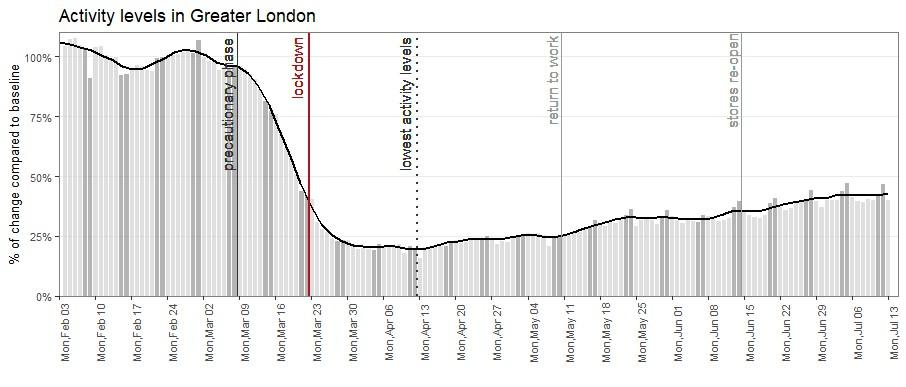 Activity levels in Greater London
% of change compared to baseline
100%
75%
50%
25%
0%
precautionary phase
lockdown
lowest activity levels
return to work
stores re-open
Mon,Feb 03
Mon,Feb 10
Mon,Feb 17
Mon,Feb 24
Mon,Mar 02
Mon,Mar 09
Mon,Mar 16
Mon,Mar 23
Mon,Mar 30
Mon,Apr 06
Mon,Apr 13
Mon,Apr 20
Mon,Apr 27
Mon,May 04
Mon,May 11
Mon,May 18
Mon,May 25
Mon,Jun 01
Mon,Jun 08
Mon,Jun 15
Mon,Jun 22
Mon,Jun 29
Mon,Jul 06
Mon,Jul 13